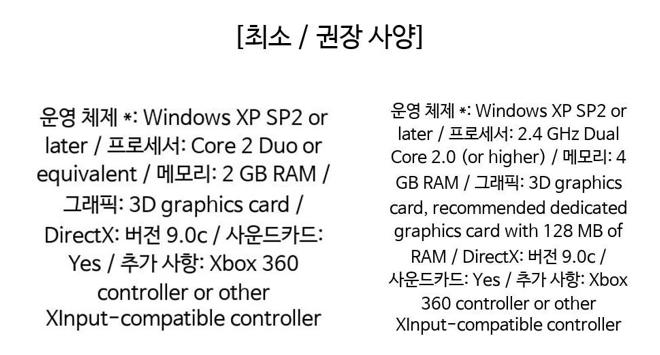 [최소 / 권장 사양]
운영 체제 *: Windows XP SP2 or
later / 프로세서: Core 2 Duo or
equivalent / 메모리: 2 GB RAM /
그래픽: 3D graphics card /
DirectX: 버전 9.0c / 사운드카드:
Yes / 추가 사항: Xbox 360
controller or other
XInput-compatible controller
운영 체제 *: Windows XP SP2 or
later / 프로세서: 2.4 GHz Dual
Core 2.0 (or higher) / 메모리: 4
GB RAM / 그래픽: 3D graphics
card, recommended dedicated
graphics card with 128 MB of
RAM / DirectX: 버전 9.0c /
사운드카드: Yes / 추가 사항: Xbox
360 controller or other
XInput-compatible controller